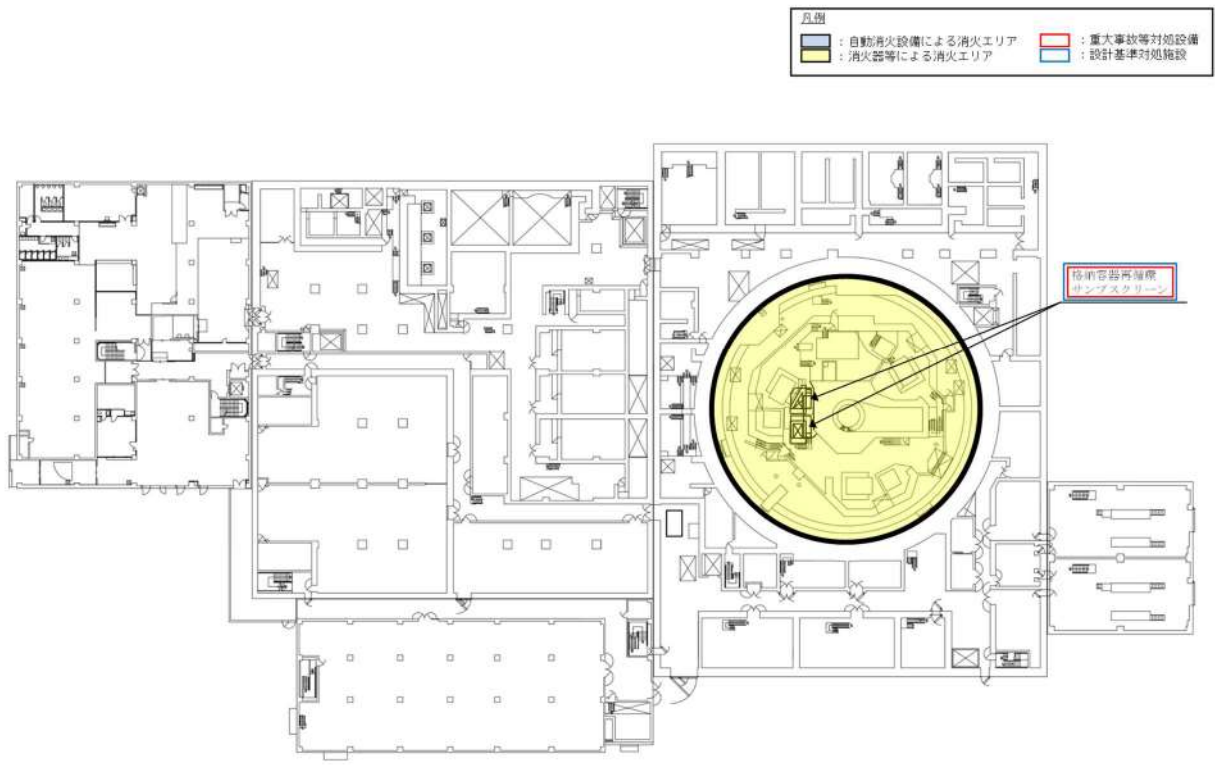 凡例
：自動消火設備による消火エリア
：重大事故等対処設備
：消火器等による消火エリア
：設計基準対処施設
格納容器再循環
サンプスクリーン